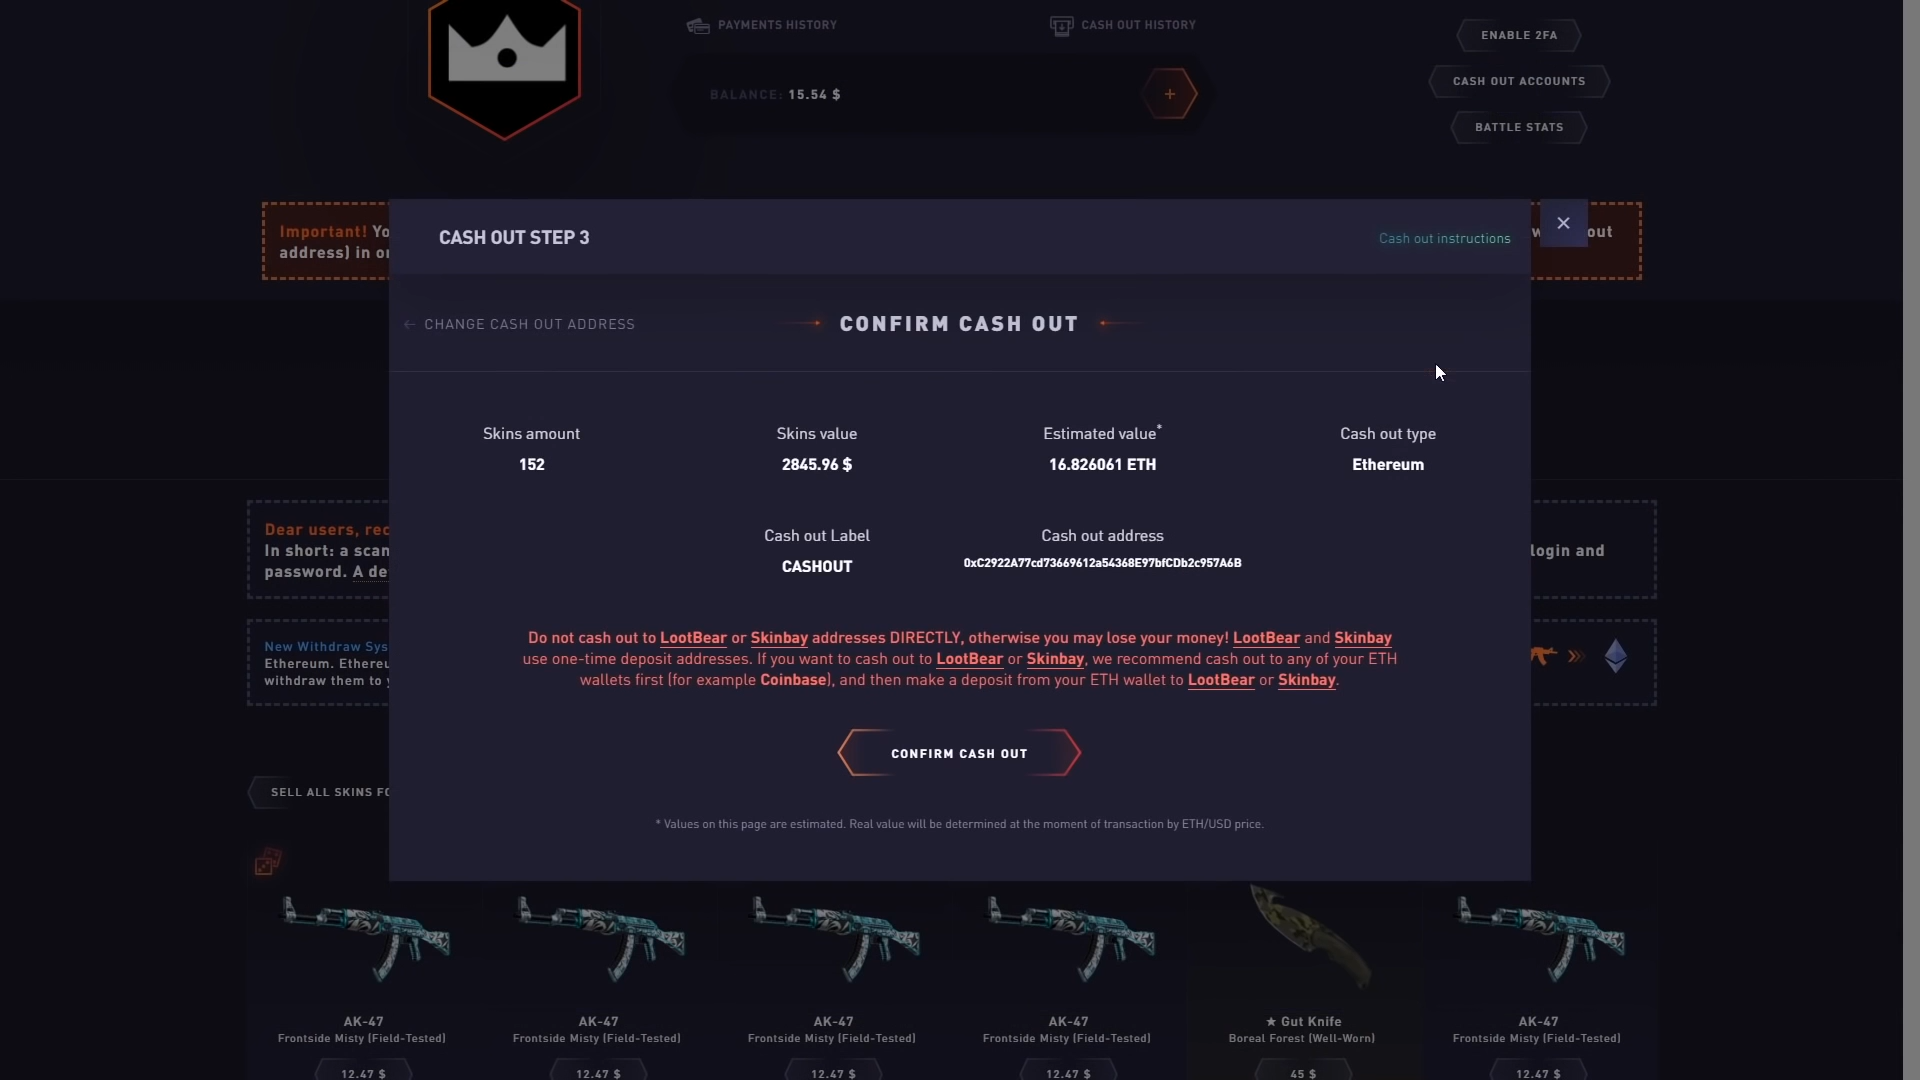 PAYMENTS HISTORY
CASH OUT HISTORY
ENABLE 2FA
BALANCE: 15.54 $
+
CASH OUT ACCOUNTS
BATTLE STATS
Important! Yo
w
out
address) in or
CASH OUT STEP 3
Cash out instructions
← CHANGE CASH OUT ADDRESS
CONFIRM CASH OUT
Skins amount
Skins value
Estimated value*
Cash out type
152
2845.96 $
16.826061 ETH
Ethereum
Cash out Label
Cash out address
CASHOUT
0xC2922A77cd73669612a54368E97bfCDb2c957A6B
Dear users, rec
In short: a scan
login and
password. A de
New Withdraw Sys
Ethereum. Ethereu
withdraw them to y
Do not cash out to LootBear or Skinbay addresses DIRECTLY, otherwise you may lose your money! LootBear and Skinbay
use one-time deposit addresses. If you want to cash out to LootBear or Skinbay, we recommend cash out to any of your ETH
wallets first (for example Coinbase), and then make a deposit from your ETH wallet to LootBear or Skinbay.
CONFIRM CASH OUT
SELL ALL SKINS FO
* Values on this page are estimated. Real value will be determined at the moment of transaction by ETH/USD price.
AK-47
Frontside Misty (Field-Tested)
12.47 $
AK-47
Frontside Misty (Field-Tested)
12.47 $
AK-47
Frontside Misty (Field-Tested)
12.47 $
AK-47
Frontside Misty (Field-Tested)
12.47 $
★ Gut Knife
Boreal Forest (Well-Worn)
45 $
AK-47
Frontside Misty (Field-Tested)
12.47 $